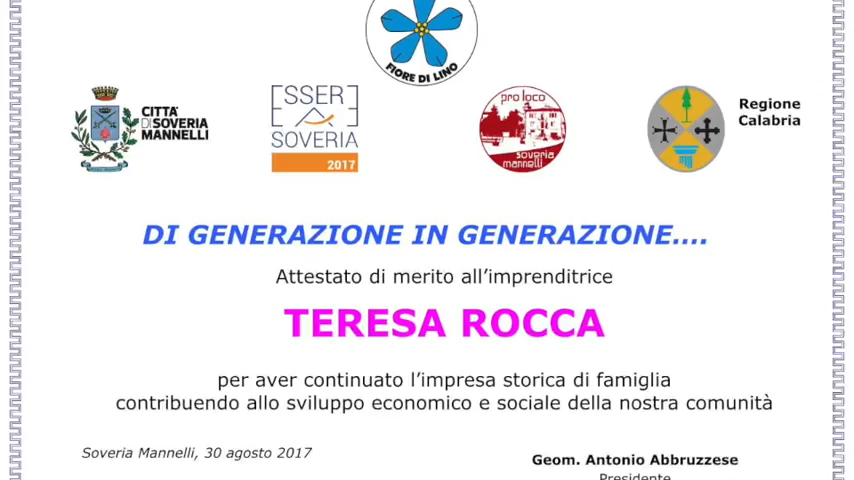 FIORE DI LINO
CITTA'
DI SOVERIA
MANNELLI
ESSERE
SOVERIA
2017
pro loco
soveria
mannelli
Regione
Calabria
DI GENERAZIONE IN GENERAZIONE....
Attestato di merito all'imprenditrice
TERESA ROCCA
per aver continuato l'impresa storica di famiglia
contribuendo allo sviluppo economico e sociale della nostra comunità
Soveria Mannelli, 30 agosto 2017
Geom. Antonio Abbruzzese
Presidente